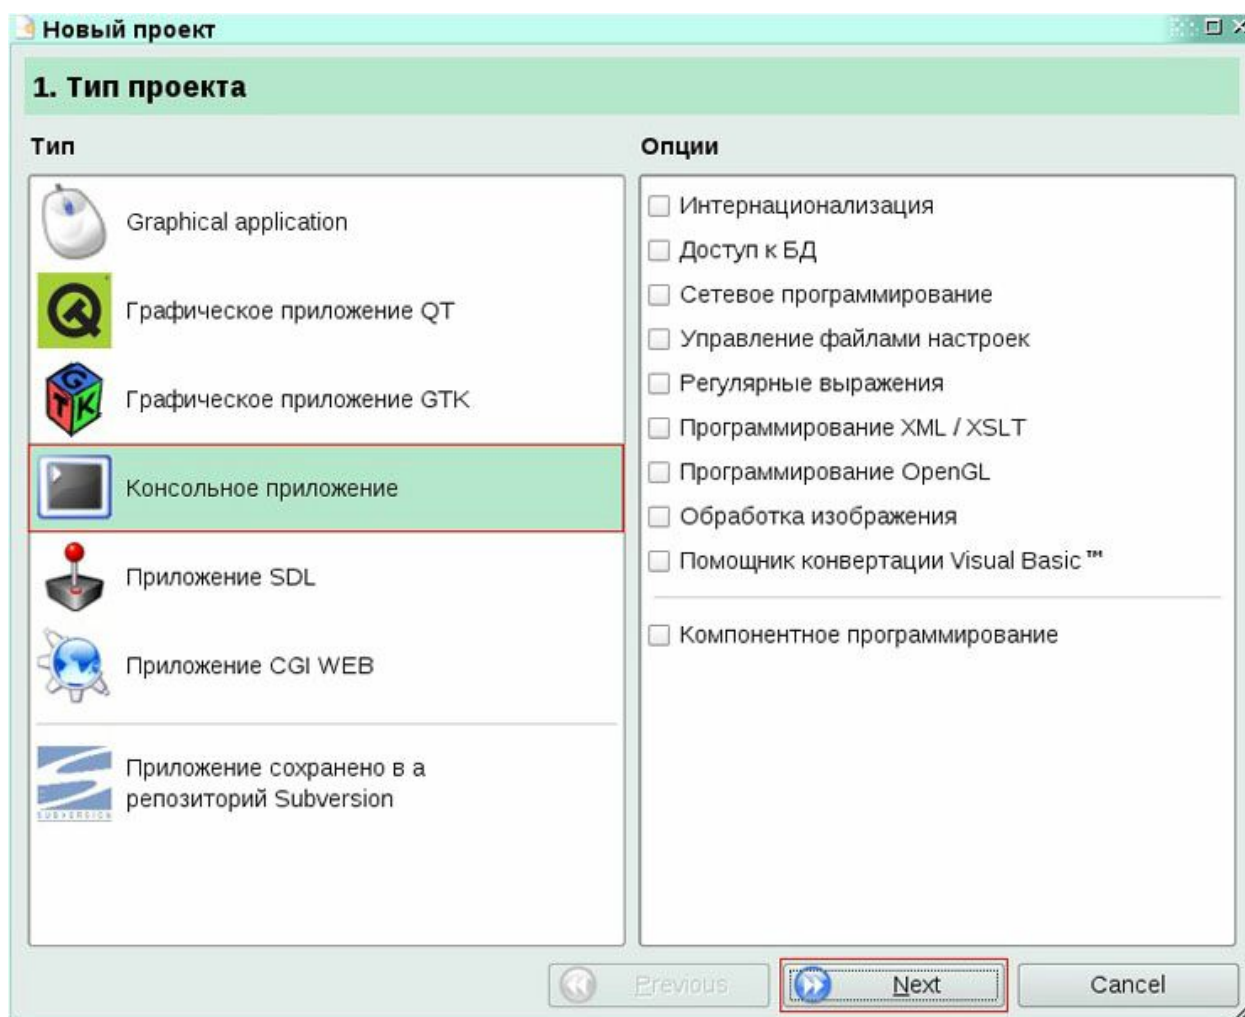 Новый проект
1. Тип проекта
Тип
Graphical application
Графическое приложение QT
Графическое приложение GTK
Консольное приложение
Приложение SDL
Приложение CGI WEB
Приложение сохранено в а
репозиторий Subversion
SUBVERSION
Опции
Интернационализация
Доступ к БД
Сетевое программирование
Управление файлами настроек
Регулярные выражения
Программирование XML / XSLT
Программирование OpenGL
Обработка изображения
Помощник конвертации Visual Basic™
Компонентное программирование
Previous
Next
Cancel